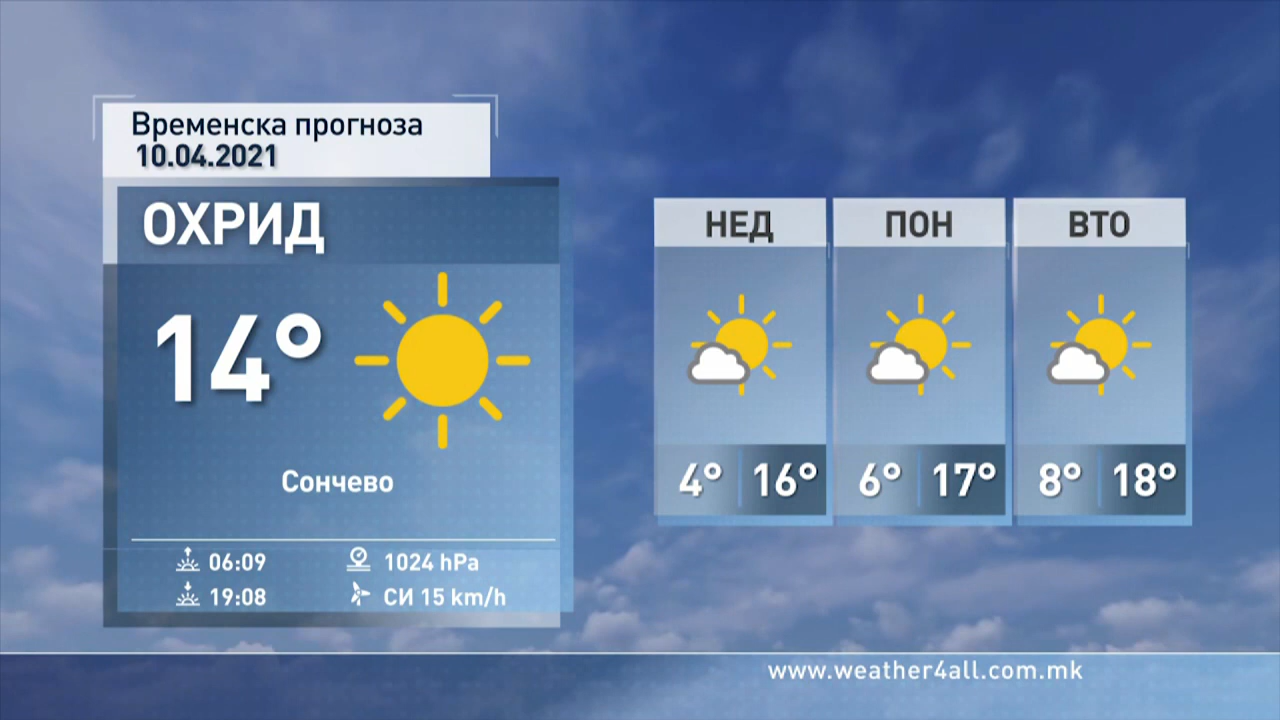 Временска прогноза
10.04.2021
ОХРИД
14°
Сончево
06:09
1024 hPa
19:08
СИ 15 km/h
НЕД
ПОН
ВТО
4° 16°
6° 17°
8° 18°
www.weather4all.com.mk